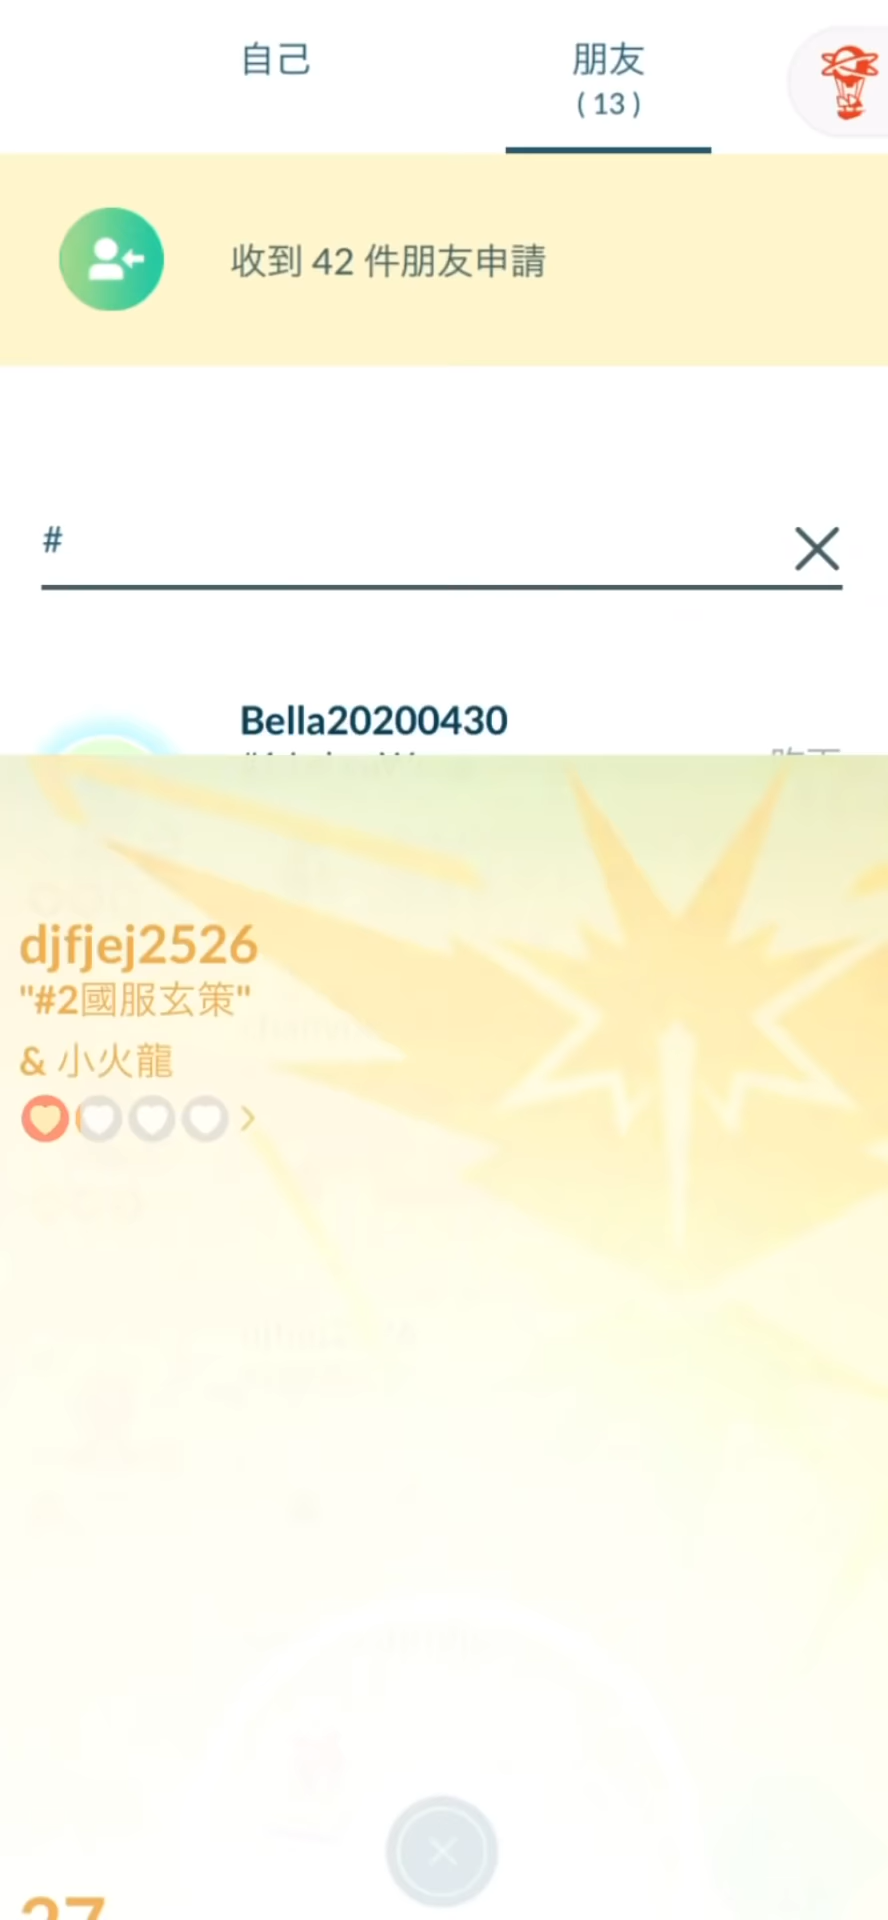 自己
朋友
( 13 )
收到 42 件朋友申請
#
Bella20200430
djfjej2526
"#2國服玄策"
& 小火龍